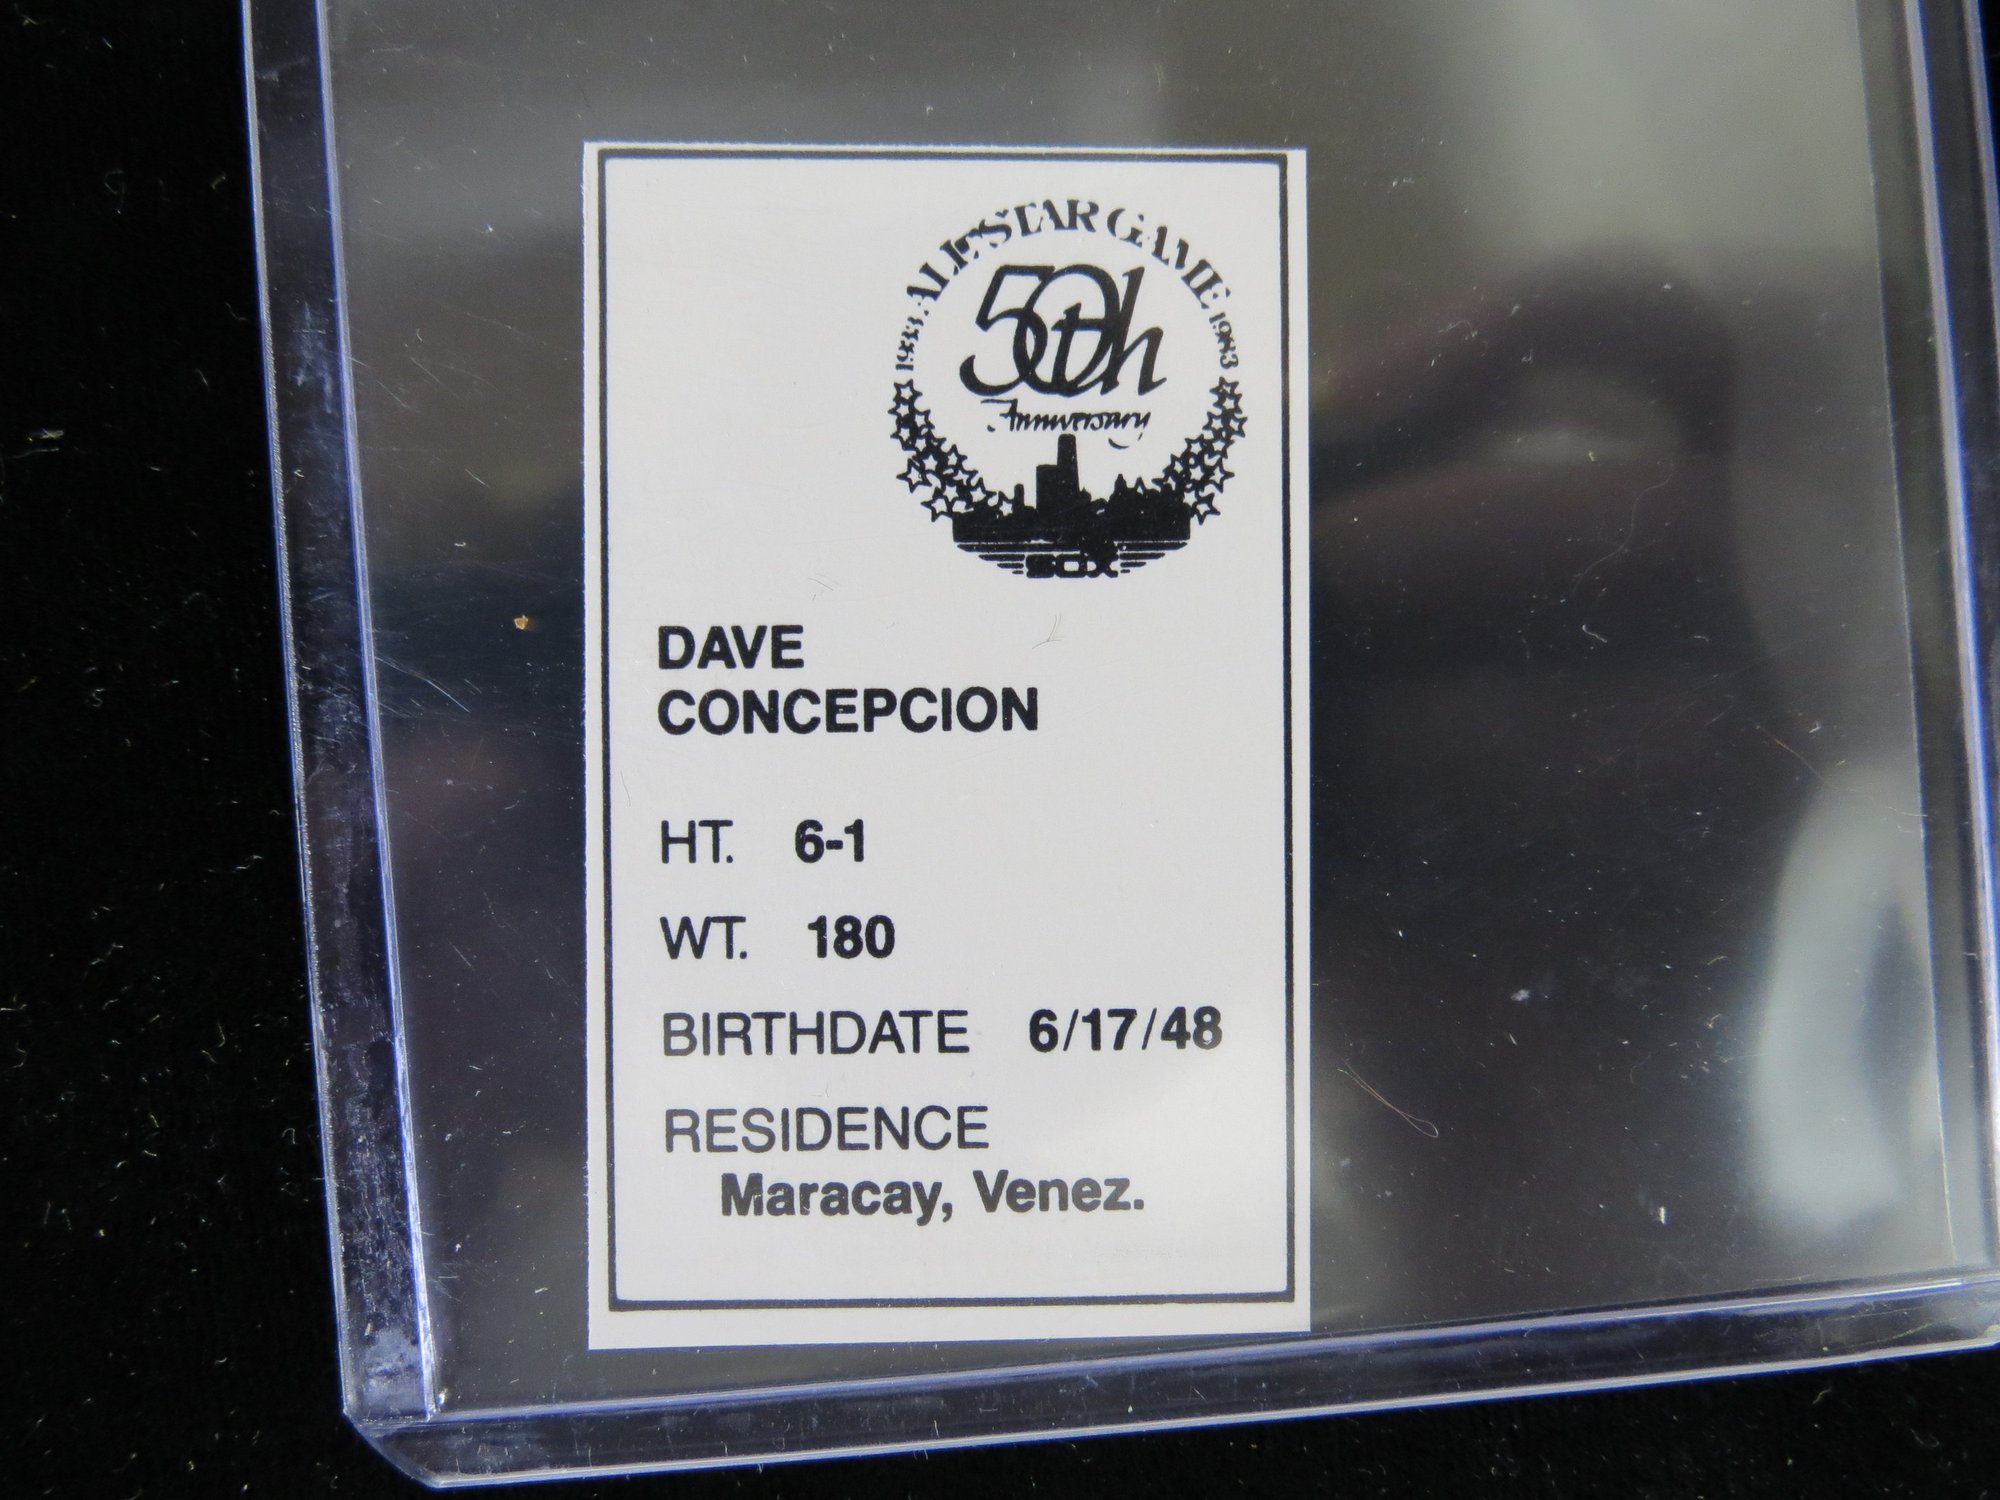 1933 ALL-STAR GAME 1983
50th
Anniversary
SOX
DAVE
CONCEPCION
HT. 6-1
WT. 180
BIRTHDATE 6/17/48
RESIDENCE
Maracay, Venez.